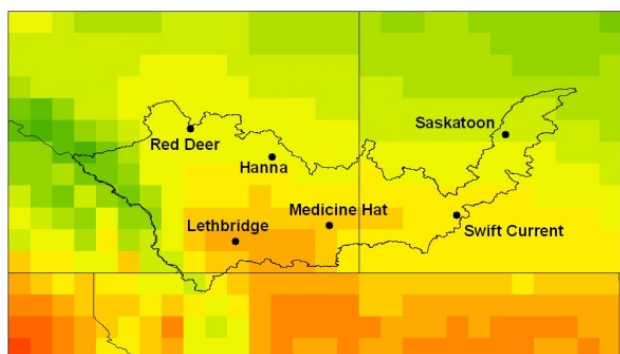 Saskatoon
Red Deer
Hanna
Medicine Hat
Lethbridge
Swift Current